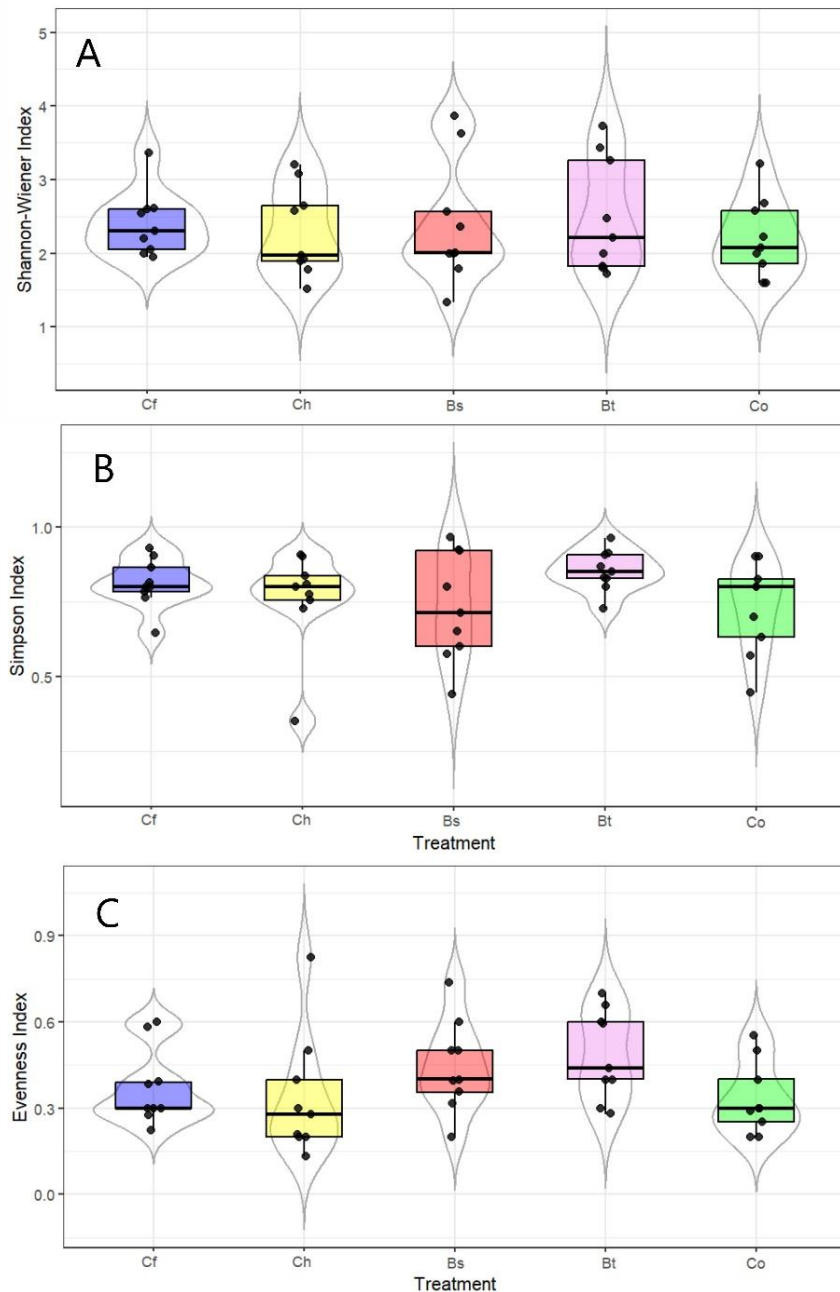 A
Shannon-Wiener Index
5
4
3
2
1
Cf Ch Bs Bt Co
B
Simpson Index
1.0
0.5
Cf Ch Bs Bt Co
Treatment
C
Evenness Index
0.9
0.6
0.3
0.0
Cf Ch Bs Bt Co
Treatment